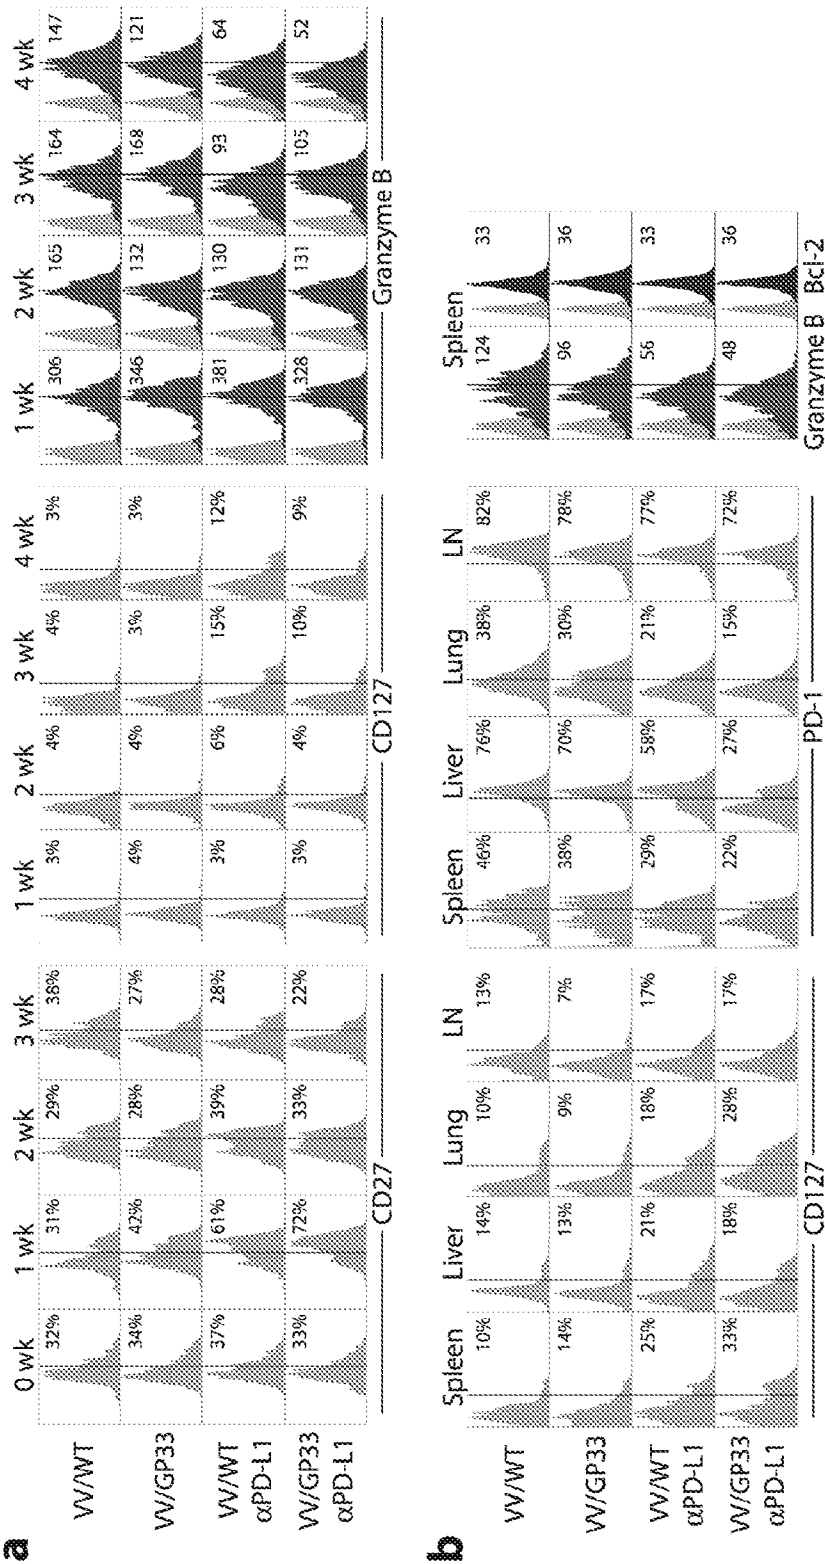 a
0 wk 1 wk 2 wk 3 wk 1 wk 2 wk 3 wk 4 wk 1 wk 2 wk 3 wk 4 wk
VV/WT 32% 31% 29% 38% 3% 4% 4% 3% 306 165 164 147
VV/GP33 34% 42% 28% 27% 4% 4% 3% 3% 346 132 168 121
VV/WT
αPD-L1 37% 61% 39% 28% 3% 6% 15% 12% 381 130 93 64
VV/GP33
αPD-L1 33% 72% 33% 22% 3% 4% 10% 9% 328 131 105 52
CD27 CD127 Granzyme B
b
Spleen Liver Lung LN Spleen Liver Lung LN Spleen
VV/WT 10% 14% 10% 13% 46% 76% 38% 82% 124 33
VV/GP33 14% 13% 9% 7% 38% 70% 30% 78% 96 36
VV/WT
αPD-L1 25% 21% 18% 17% 29% 58% 21% 77% 56 33
VV/GP33
αPD-L1 33% 18% 28% 17% 22% 27% 15% 72% 48 36
CD127 PD-1 Granzyme B Bcl-2